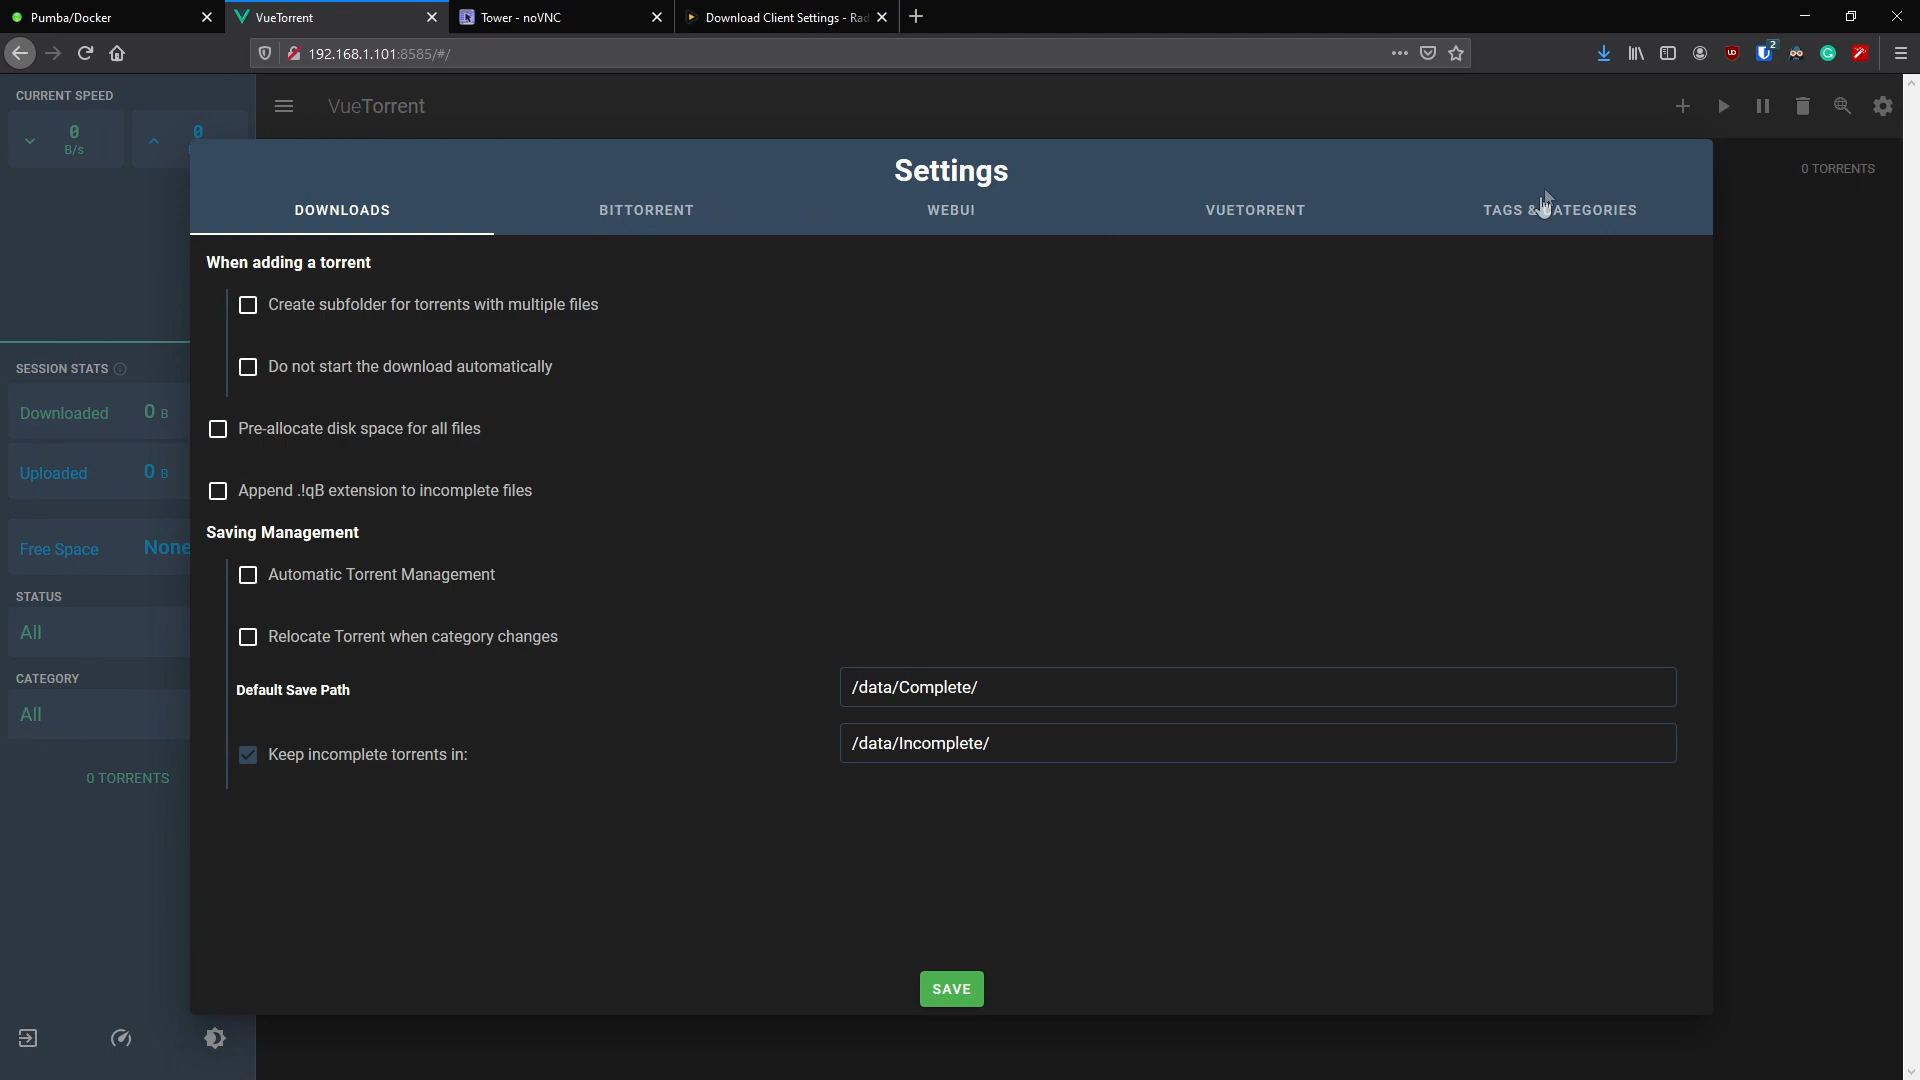 Pumba/Docker
VueTorrent
Tower - noVNC
Download Client Settings - Rad
192.168.1.101:8585/#/
2
CURRENT SPEED
0
B/s
0
VueTorrent
0 TORRENTS
Settings
DOWNLOADS
BITTORRENT
WEBUI
VUETORRENT
TAGS & CATEGORIES
When adding a torrent
Create subfolder for torrents with multiple files
Do not start the download automatically
Pre-allocate disk space for all files
Append .!qB extension to incomplete files
Saving Management
Automatic Torrent Management
Relocate Torrent when category changes
Default Save Path
/data/Complete/
Keep incomplete torrents in:
/data/Incomplete/
SAVE
SESSION STATS
Downloaded 0 B
Uploaded 0 B
Free Space None
STATUS
All
CATEGORY
All
0 TORRENTS